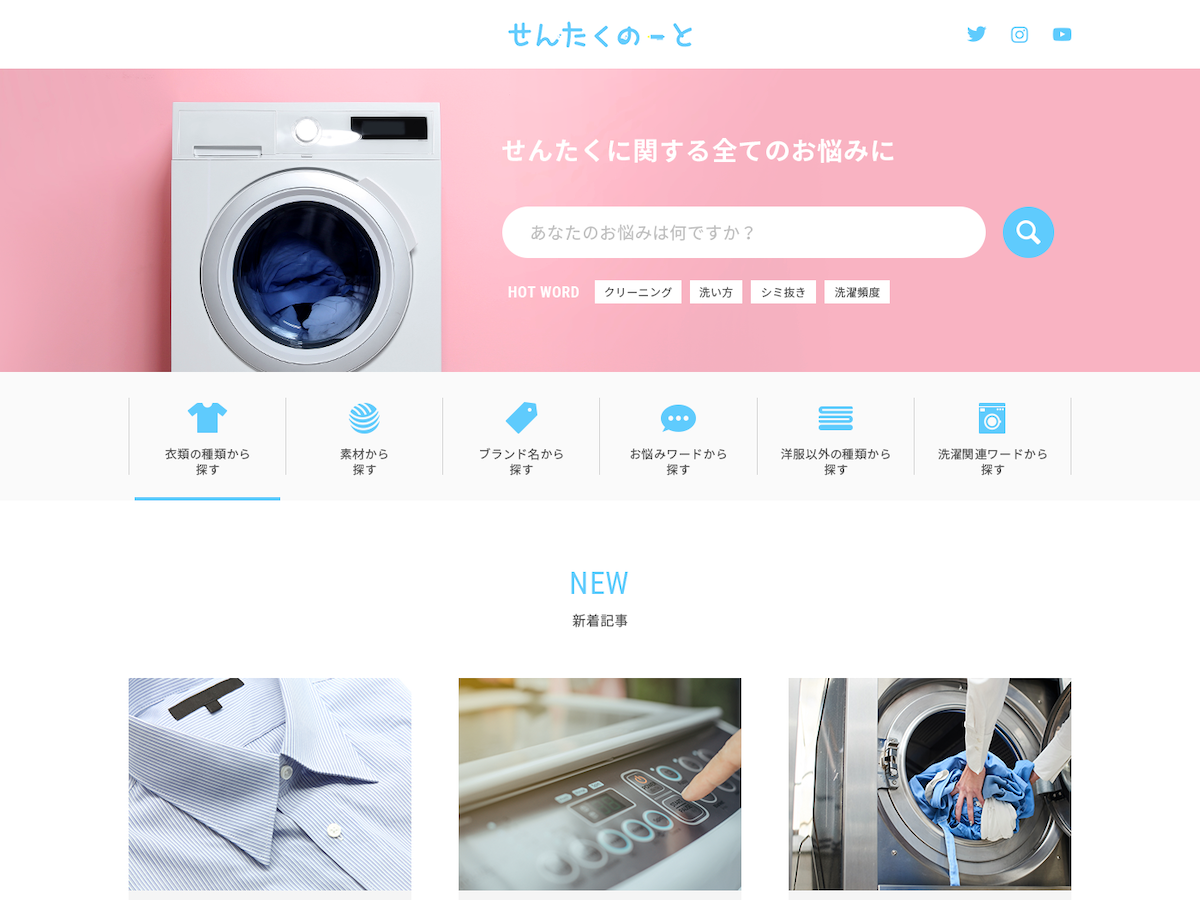 せんたくのーと
せんたくに関する全てのお悩みに
あなたのお悩みは何ですか？
HOT WORD クリーニング 洗い方 シミ抜き 洗濯頻度
衣類の種類から
探す
素材から
探す
ブランド名から
探す
お悩みワードから
探す
洋服以外の種類から
探す
洗濯関連ワードから
探す
NEW
新着記事